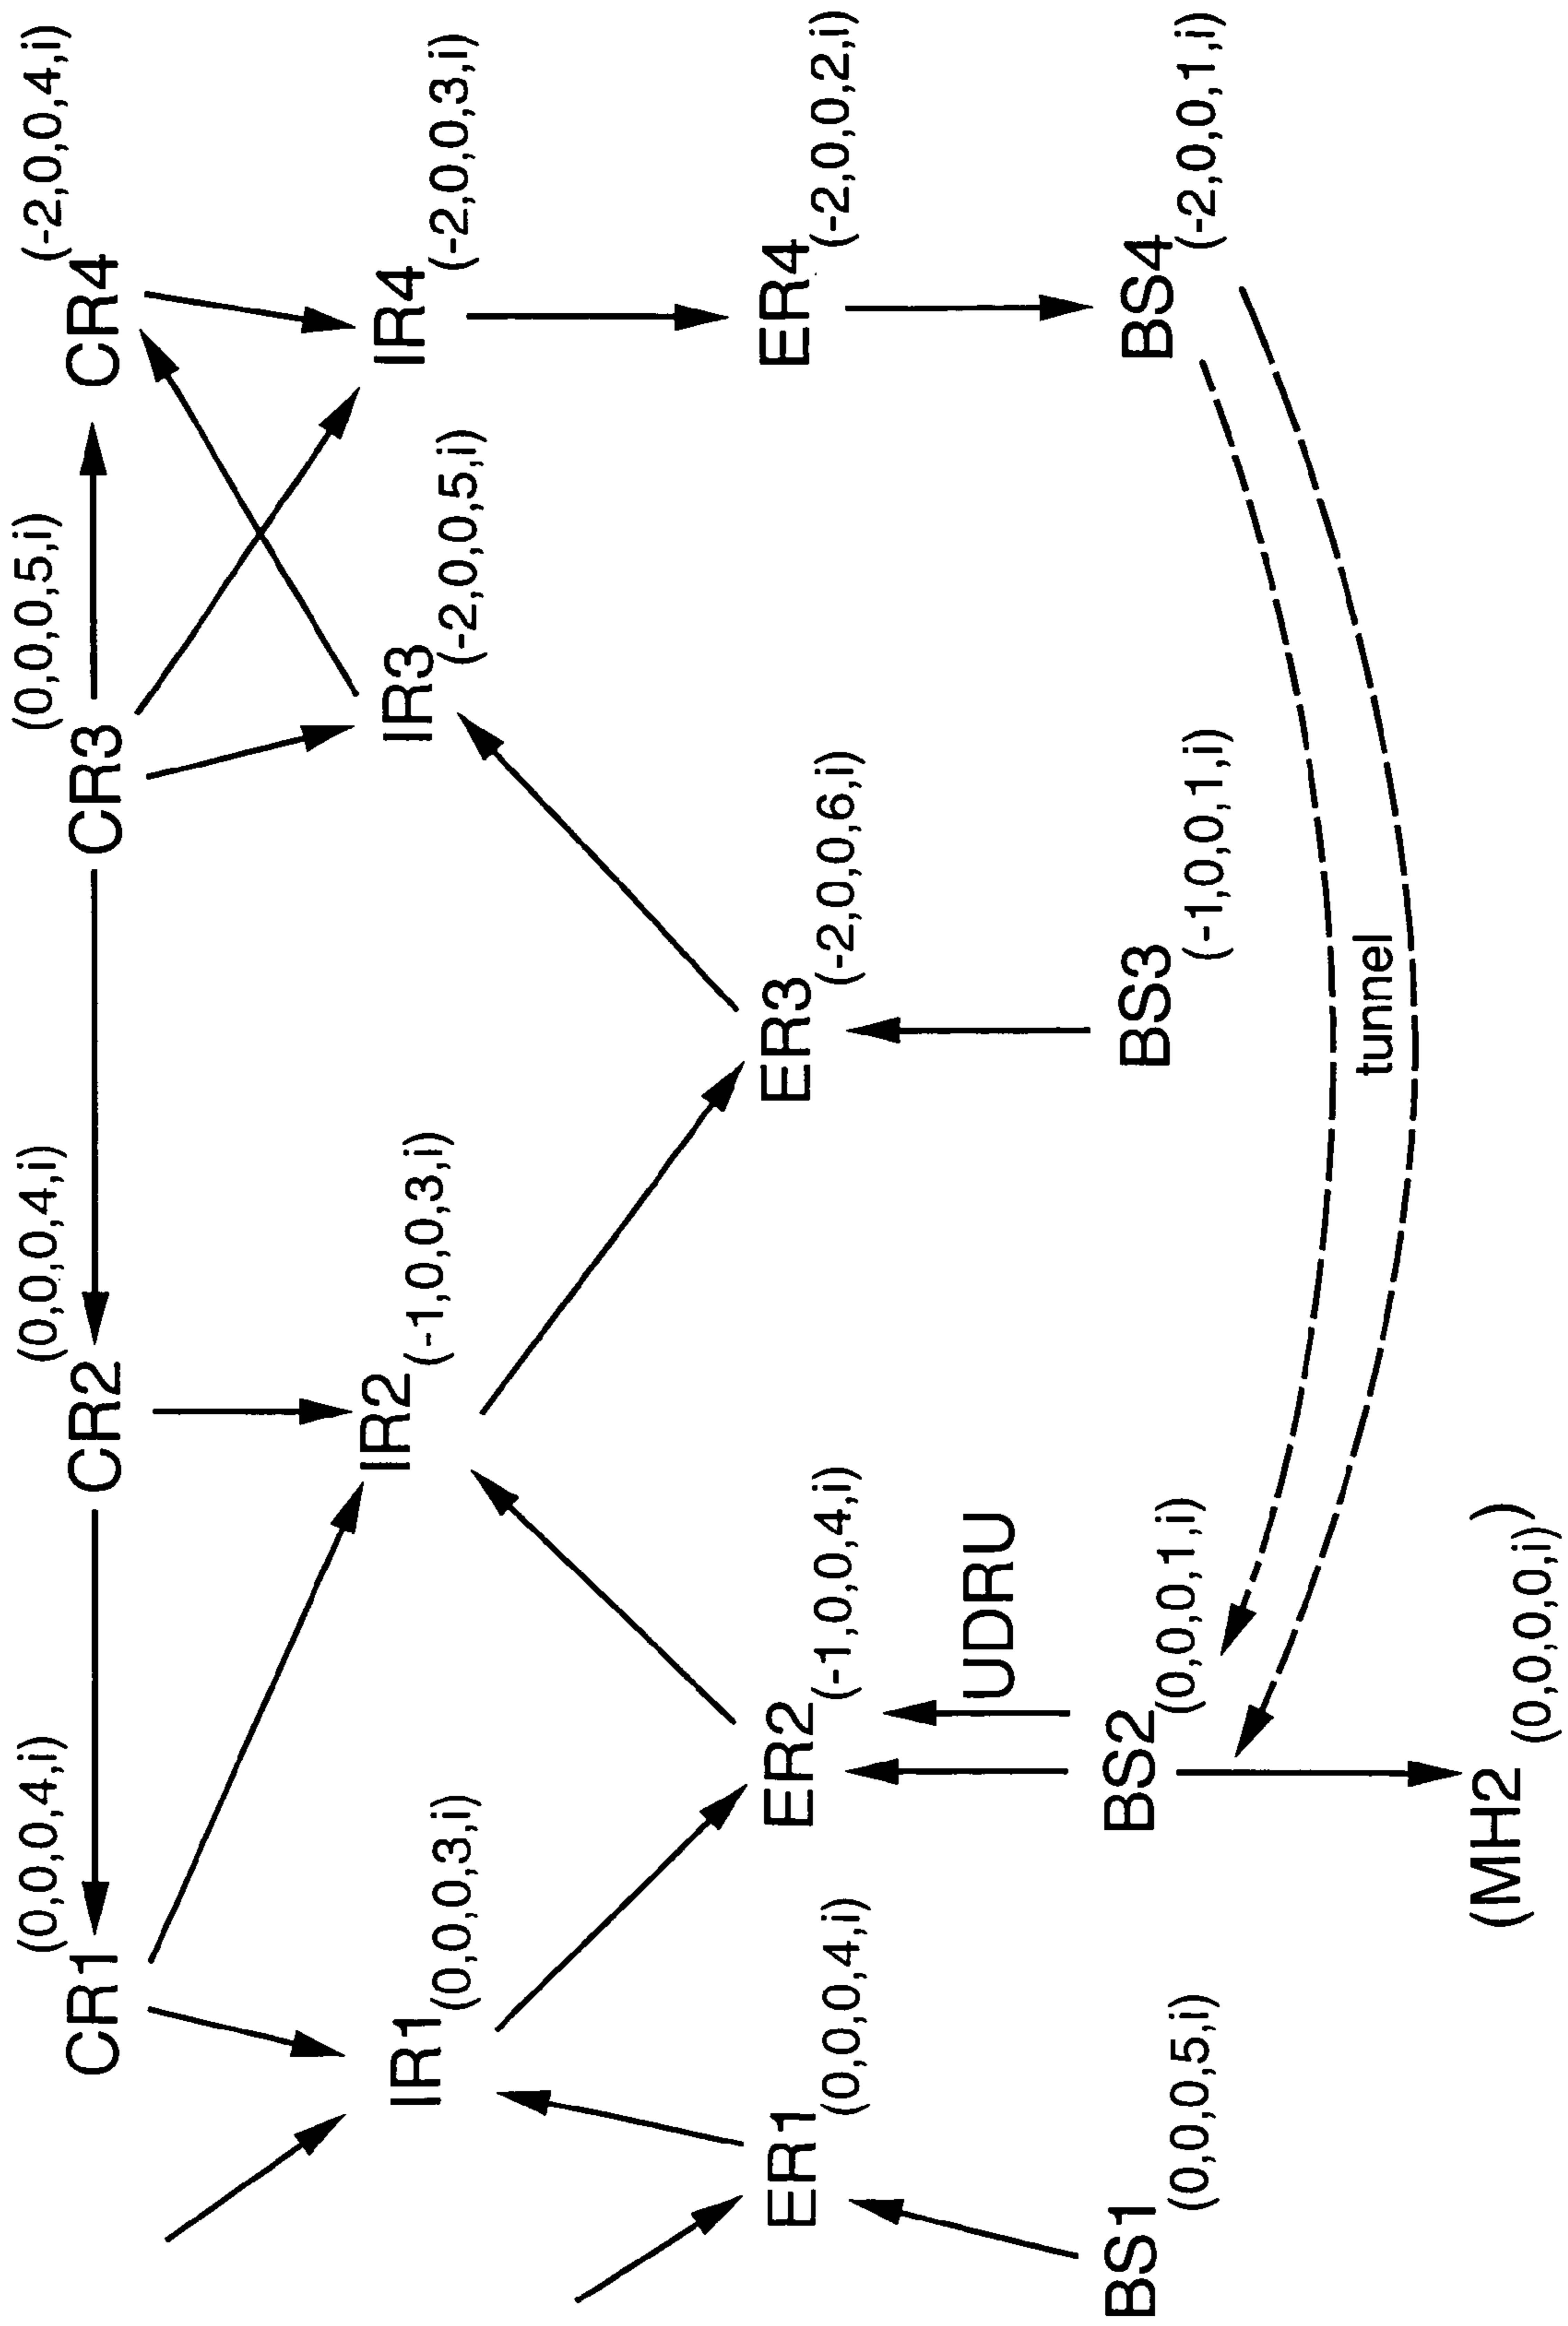 CR1 (0,0,0,4,i)
CR2 (0,0,0,4,i)
CR3 (0,0,0,5,i)
CR4 (-2,0,0,4,i)
IR1 (0,0,0,3,i)
IR2 (-1,0,0,3,i)
IR3 (-2,0,0,5,i)
IR4 (-2,0,0,3,i)
ER1 (0,0,0,4,i)
ER2 (-1,0,0,4,i)
ER3 (-2,0,0,6,i)
ER4 (-2,0,0,2,i)
UDRU
BS1 (0,0,0,5,i)
BS2 (0,0,0,1,i)
BS3 (-1,0,0,1,i)
BS4 (-2,0,0,1,i)
tunnel
(MH2 (0,0,0,0,i))